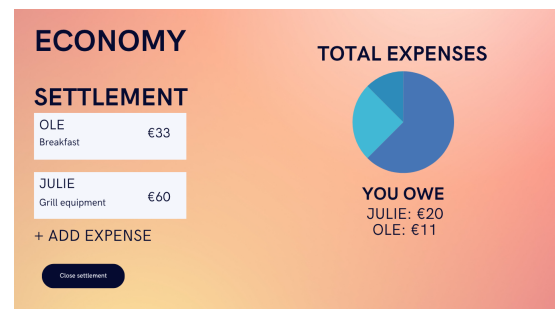 ECONOMY
SETTLEMENT
OLE
Breakfast
€33
JULIE
Grill equipment
€60
+ ADD EXPENSE
Close settlement
TOTAL EXPENSES
YOU OWE
JULIE: €20
OLE: €11